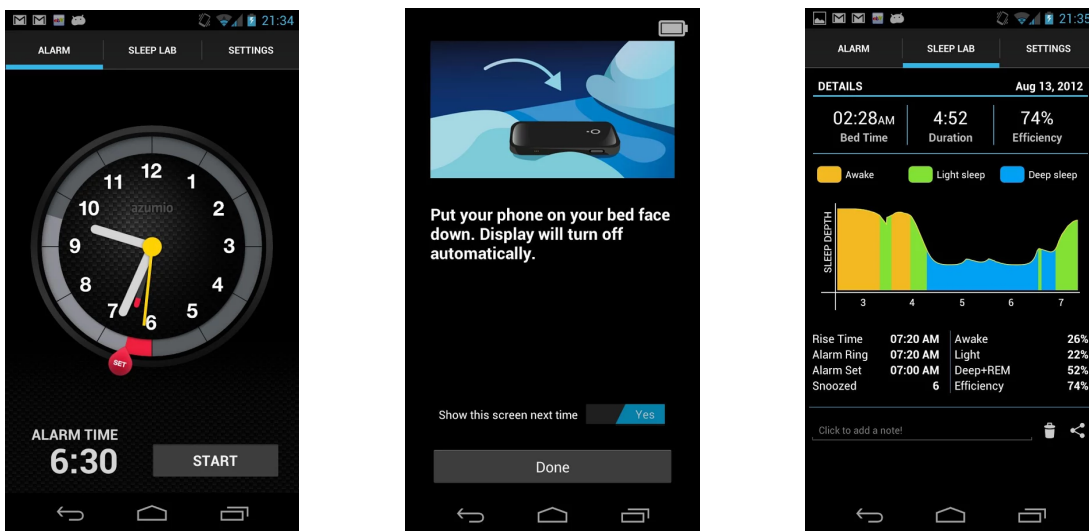 21:34
ALARM SLEEP LAB SETTINGS
12
11 1
10 azumio 2
9 3
8 4
7 5
6
SET
ALARM TIME
6:30 START
Put your phone on your bed face
down. Display will turn off
automatically.
Show this screen next time Yes
Done
21:35
ALARM SLEEP LAB SETTINGS
DETAILS Aug 13, 2012
02:28AM 4:52 74%
Bed Time Duration Efficiency
Awake Light sleep Deep sleep
SLEEP DEPTH
3 4 5 6 7
Rise Time 07:20 AM Awake 26%
Alarm Ring 07:20 AM Light 22%
Alarm Set 07:00 AM Deep+REM 52%
Snoozed 6 Efficiency 74%
Click to add a note!